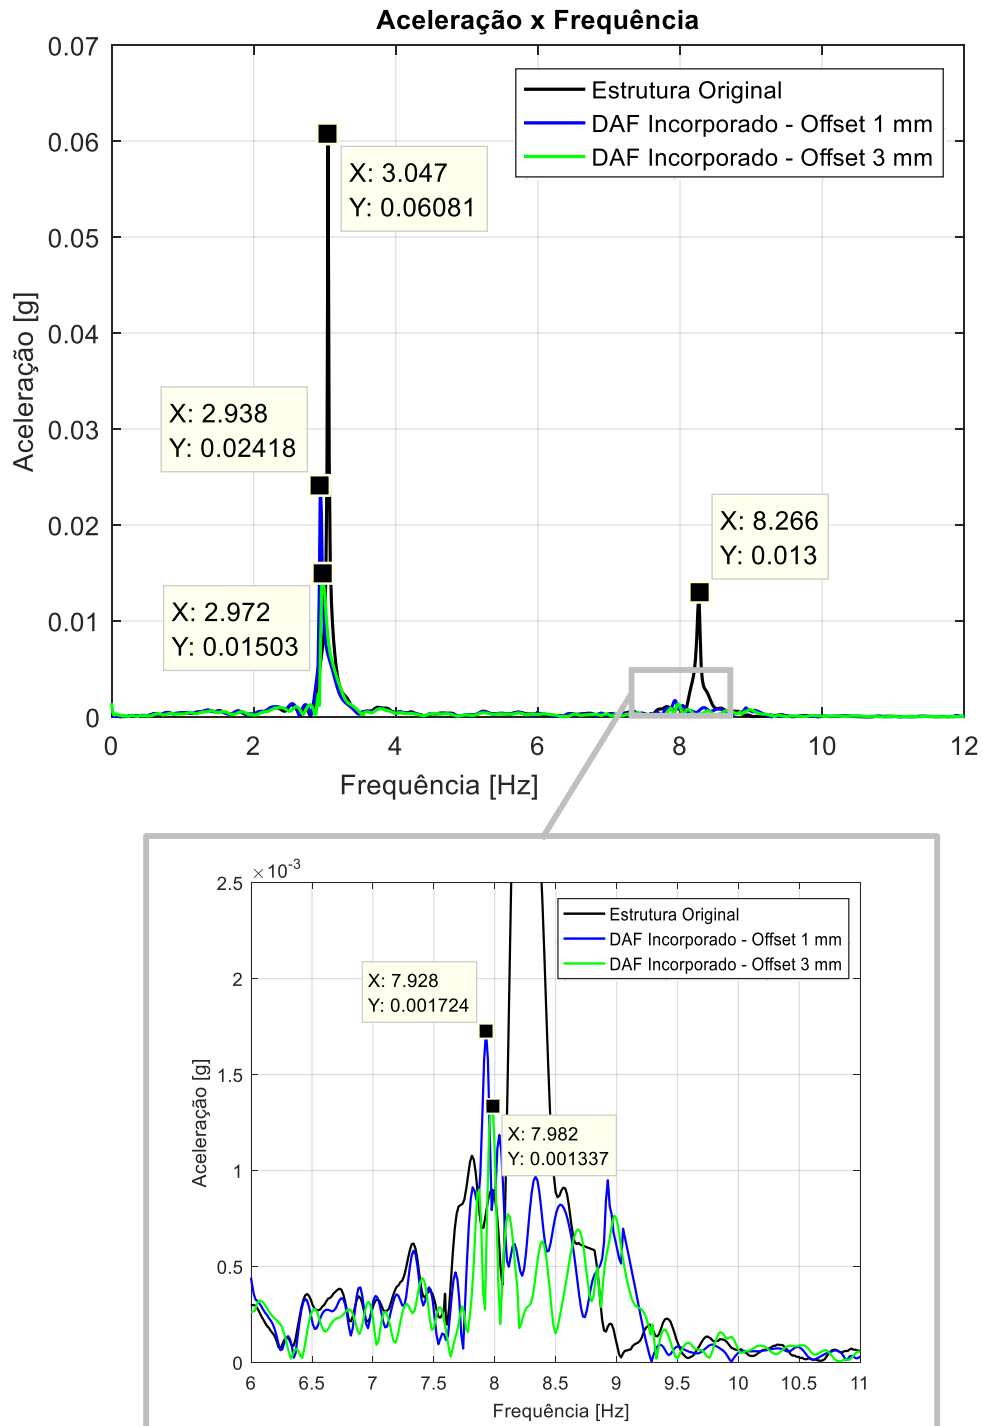 Aceleração x Frequência
0.07
0.06
0.05
0.04
0.03
0.02
0.01
0
Aceleração [g]
Estrutura Original
DAF Incorporado - Offset 1 mm
DAF Incorporado - Offset 3 mm
X: 3.047
Y: 0.06081
X: 2.938
Y: 0.02418
X: 2.972
Y: 0.01503
X: 8.266
Y: 0.013
0 2 4 6 8 10 12
Frequência [Hz]
×10-3
2.5
2
1.5
1
0.5
0
Aceleração [g]
Estrutura Original
DAF Incorporado - Offset 1 mm
DAF Incorporado - Offset 3 mm
X: 7.928
Y: 0.001724
X: 7.982
Y: 0.001337
6 6.5 7 7.5 8 8.5 9 9.5 10 10.5 11
Frequência [Hz]